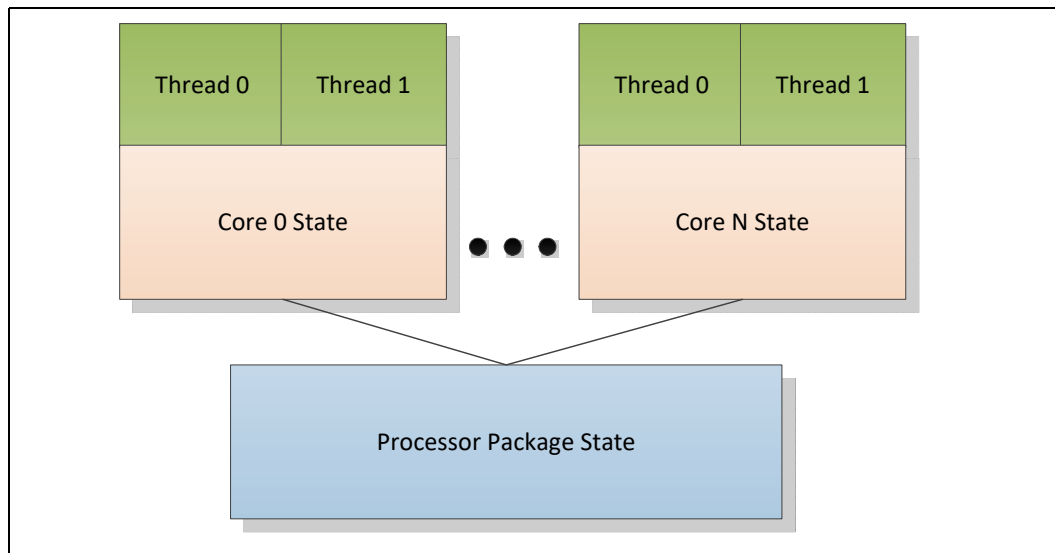 Thread 0
Thread 1
Thread 0
Thread 1
Core 0 State
Core N State
Processor Package State